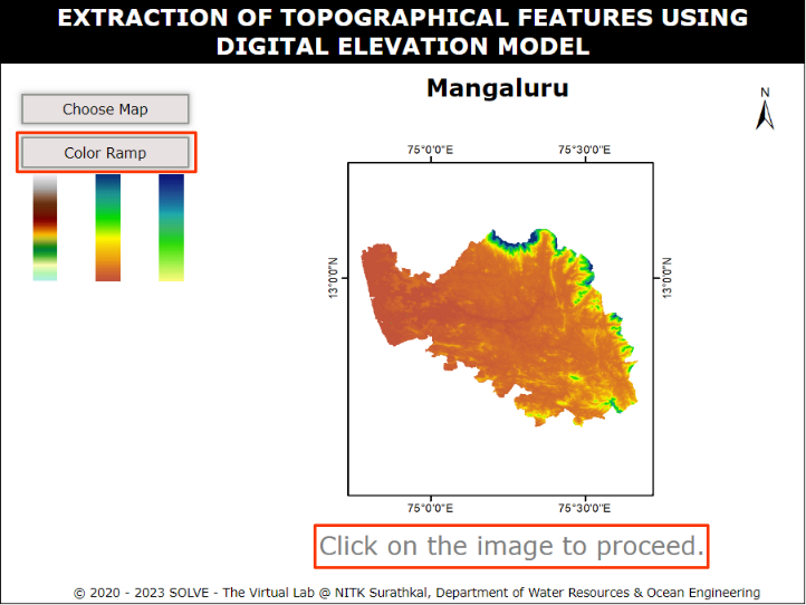 EXTRACTION OF TOPOGRAPHICAL FEATURES USING
DIGITAL ELEVATION MODEL
Mangaluru
Choose Map
Color Ramp
N
75°0'0"E 75°30'0"E
13°0'0"N 13°0'0"N
75°0'0"E 75°30'0"E
Click on the image to proceed.
© 2020 - 2023 SOLVE - The Virtual Lab @ NITK Surathkal, Department of Water Resources & Ocean Engineering